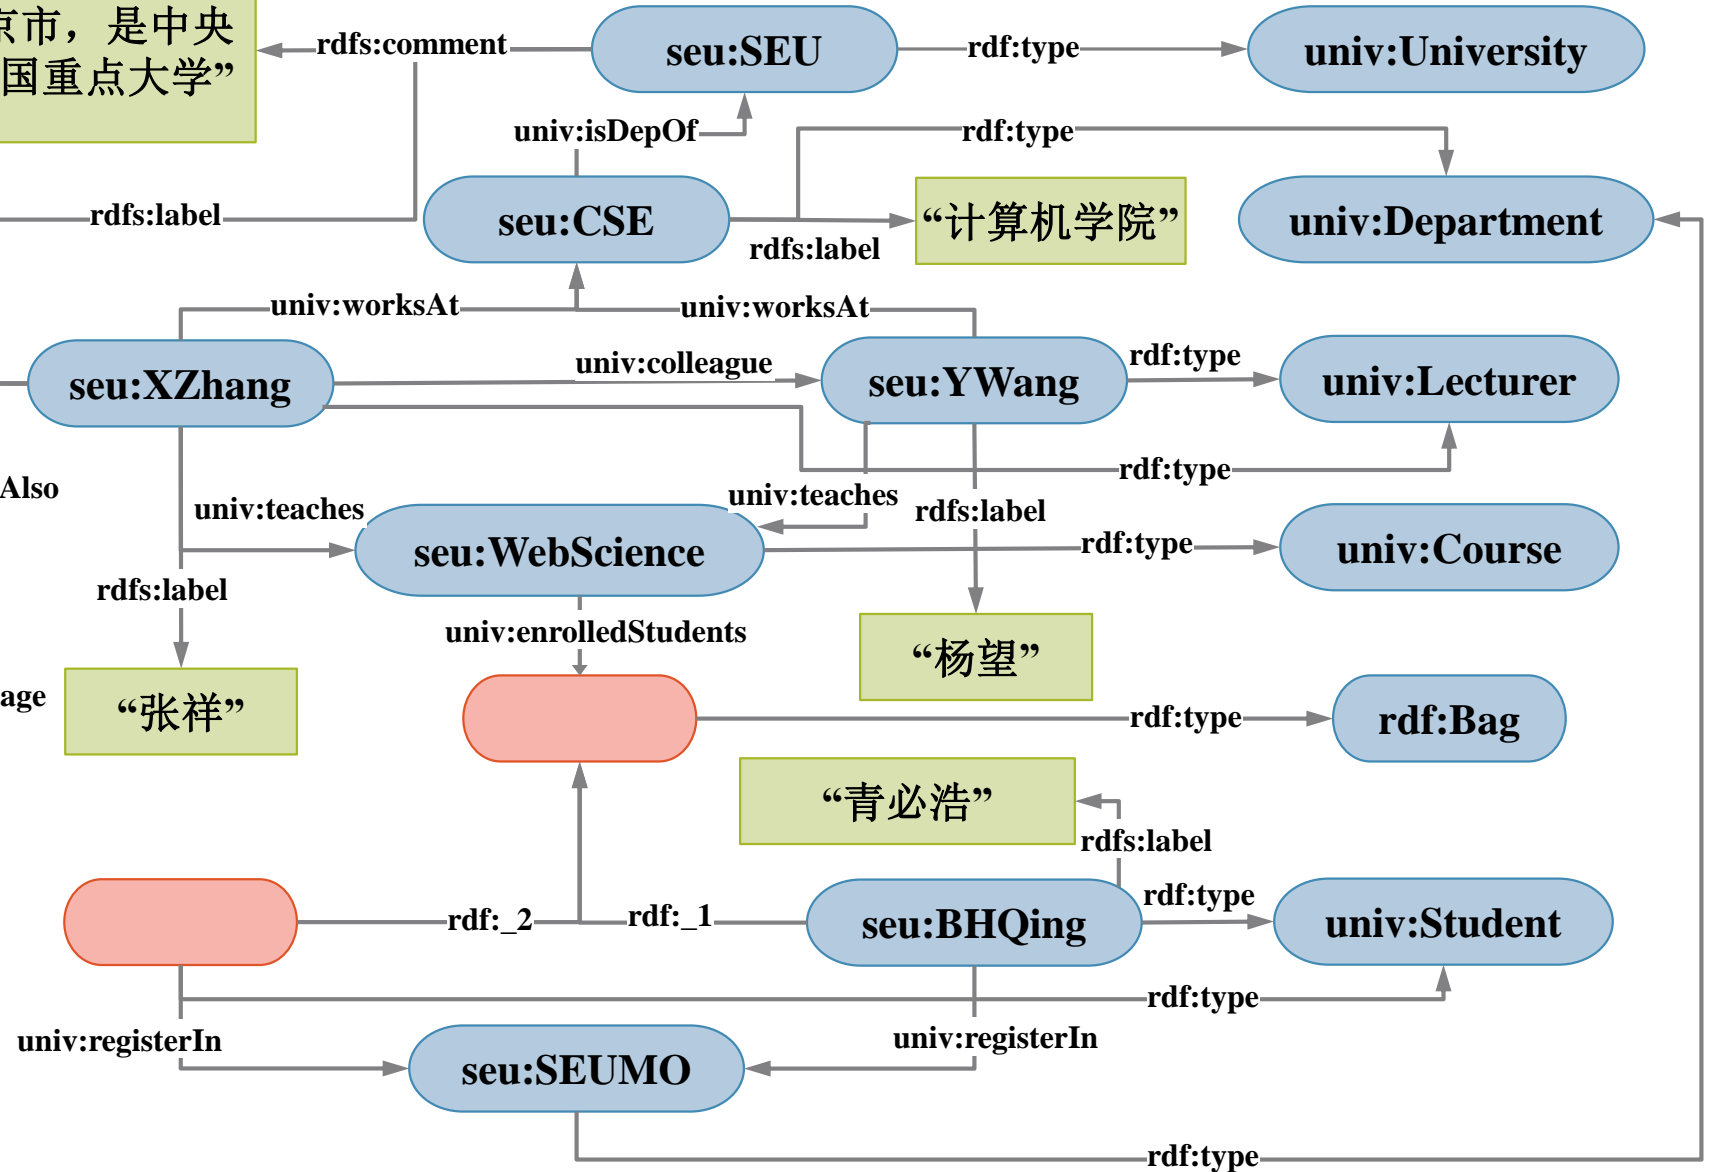 京市，是中央
国重点大学”
rdfs:comment
seu:SEU
rdf:type
univ:University
univ:isDepOf
rdf:type
rdfs:label
seu:CSE
“计算机学院”
rdfs:label
univ:Department
univ:worksAt
univ:worksAt
seu:XZhang
univ:colleague
seu:YWang
rdf:type
univ:Lecturer
rdf:type
Also
univ:teaches
univ:teaches
rdfs:label
seu:WebScience
rdf:type
univ:Course
rdfs:label
univ:enrolledStudents
“杨望”
age
“张祥”
rdf:type
rdf:Bag
“青必浩”
rdfs:label
rdf:_2
rdf:_1
seu:BHQing
rdf:type
univ:Student
rdf:type
univ:registerIn
univ:registerIn
seu:SEUMO
rdf:type